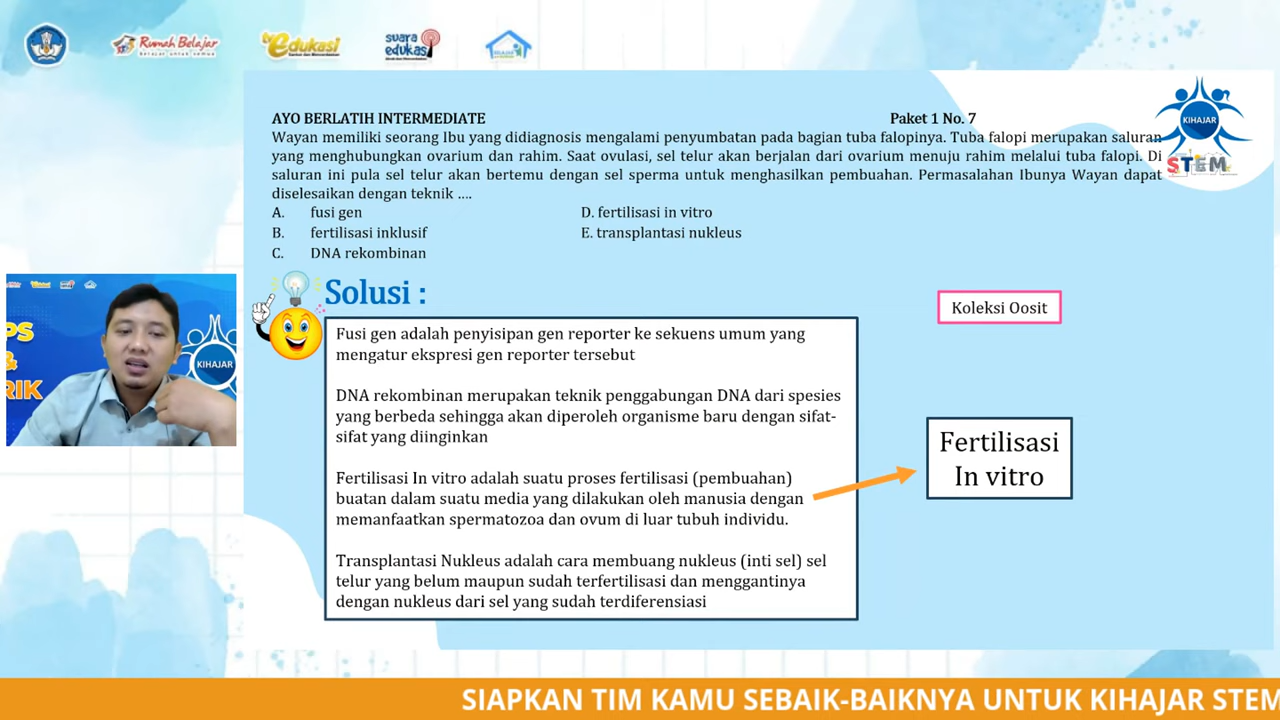 Rumah Belajar
Belajar untuk semua
tv edukasi
suara
edukasi
AYO BERLATIH INTERMEDIATE
Paket 1 No. 7
Wayan memiliki seorang Ibu yang didiagnosis mengalami penyumbatan pada bagian tuba falopinya. Tuba falopi merupakan saluran
yang menghubungkan ovarium dan rahim. Saat ovulasi, sel telur akan berjalan dari ovarium menuju rahim melalui tuba falopi. Di
saluran ini pula sel telur akan bertemu dengan sel sperma untuk menghasilkan pembuahan. Permasalahan Ibunya Wayan dapat
diselesaikan dengan teknik ....
A. fusi gen
B. fertilisasi inklusif
C. DNA rekombinan
D. fertilisasi in vitro
E. transplantasi nukleus
KIHAJAR
STEM
Solusi :
Fusi gen adalah penyisipan gen reporter ke sekuens umum yang
mengatur ekspresi gen reporter tersebut
DNA rekombinan merupakan teknik penggabungan DNA dari spesies
yang berbeda sehingga akan diperoleh organisme baru dengan sifat-
sifat yang diinginkan
Fertilisasi In vitro adalah suatu proses fertilisasi (pembuahan)
buatan dalam suatu media yang dilakukan oleh manusia dengan
memanfaatkan spermatozoa dan ovum di luar tubuh individu.
Transplantasi Nukleus adalah cara membuang nukleus (inti sel) sel
telur yang belum maupun sudah terfertilisasi dan menggantinya
dengan nukleus dari sel yang sudah terdiferensiasi
Koleksi Oosit
Fertilisasi
In vitro
PS
&
RIK
KIHAJAR
SIAPKAN TIM KAMU SEBAIK-BAIKNYA UNTUK KIHAJAR STEM